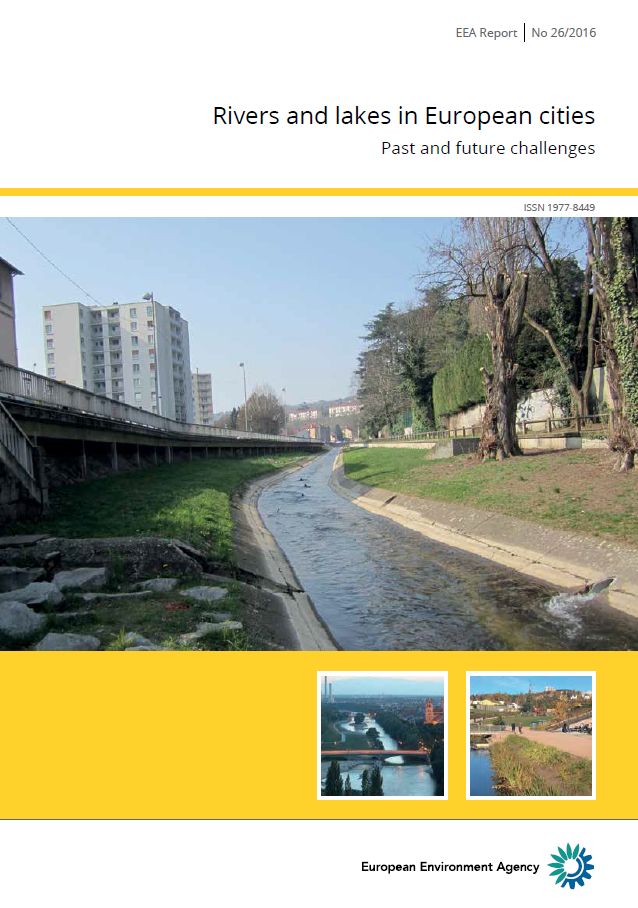 EEA Report No 26/2016
Rivers and lakes in European cities
Past and future challenges
ISSN 1977-8449
European Environment Agency